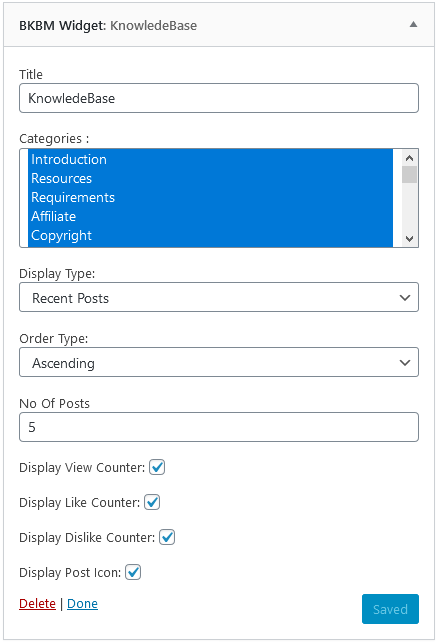 BKBM Widget: KnowledeBase
Title
KnowledeBase
Categories :
Introduction
Resources
Requirements
Affiliate
Copyright
Display Type:
Recent Posts
Order Type:
Ascending
No Of Posts
5
Display View Counter:
Display Like Counter:
Display Dislike Counter:
Display Post Icon:
Delete | Done
Saved